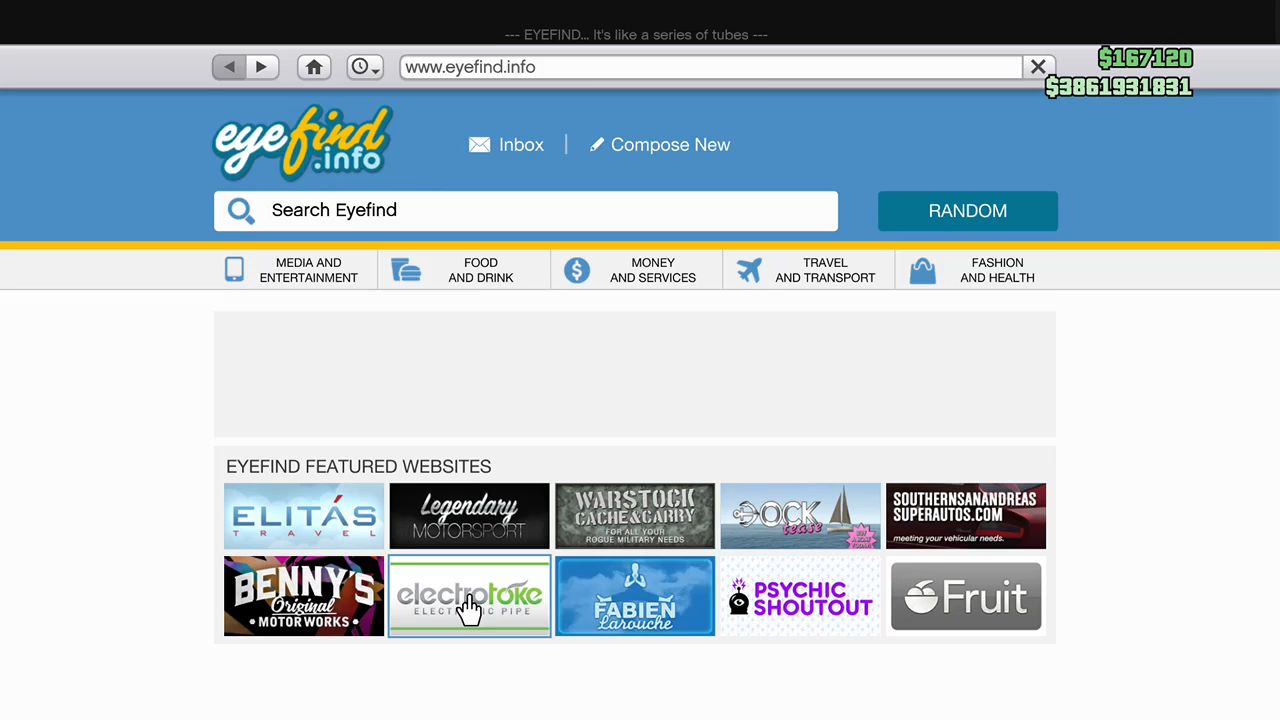 --- EYEFIND... It's like a series of tubes ---
www.eyefind.info
$167120
$3861931831
eyefind
.info
Inbox
Compose New
Search Eyefind
RANDOM
MEDIA AND
ENTERTAINMENT
FOOD
AND DRINK
MONEY
AND SERVICES
TRAVEL
AND TRANSPORT
FASHION
AND HEALTH
EYEFIND FEATURED WEBSITES
ELITÁS
TRAVEL
Legendary
MOTORSPORT
WARSTOCK
CACHE & CARRY
FOR ALL YOUR
ROGUE MILITARY NEEDS
DOCK
tease
SOUTHERNSANANDREAS
SUPERAUTOS.COM
meeting your vehicular needs.
BENNY'S
Original
• MOTOR WORKS •
electrotoke
FABIEN
Larouche
PSYCHIC
SHOUTOUT
Fruit